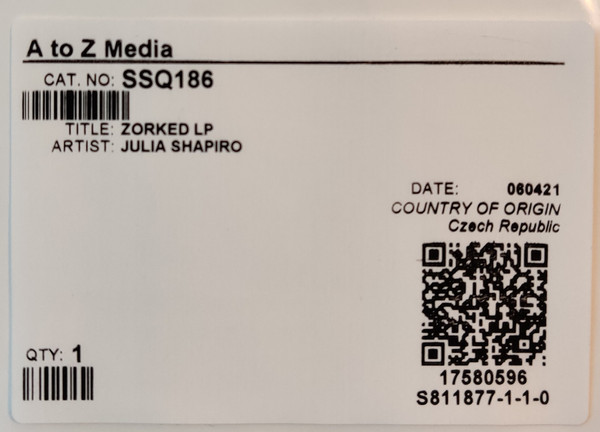 A to Z Media
CAT. NO: SSQ186
TITLE: ZORKED LP
ARTIST: JULIA SHAPIRO
DATE: 060421
COUNTRY OF ORIGIN
Czech Republic
QTY: 1
17580596
S811877-1-1-0